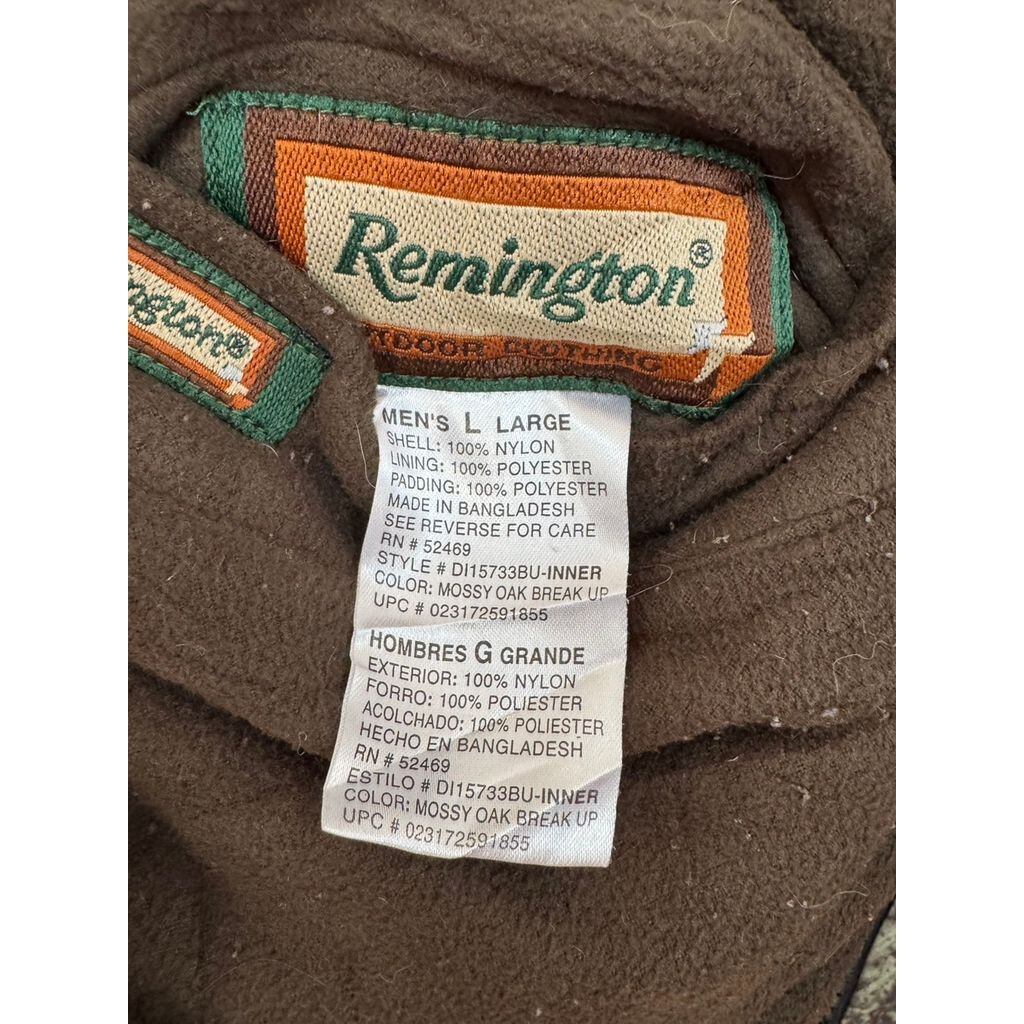 Remington®
TDOOR CLOTHING
ngton®
MEN'S L LARGE
SHELL: 100% NYLON
LINING: 100% POLYESTER
PADDING: 100% POLYESTER
MADE IN BANGLADESH
SEE REVERSE FOR CARE
RN # 52469
STYLE # DI15733BU-INNER
COLOR: MOSSY OAK BREAK UP
UPC # 023172591855
HOMBRES G GRANDE
EXTERIOR: 100% NYLON
FORRO: 100% POLIESTER
ACOLCHADO: 100% POLIESTER
HECHO EN BANGLADESH
RN # 52469
ESTILO # DI15733BU-INNER
COLOR: MOSSY OAK BREAK UP
UPC # 023172591855